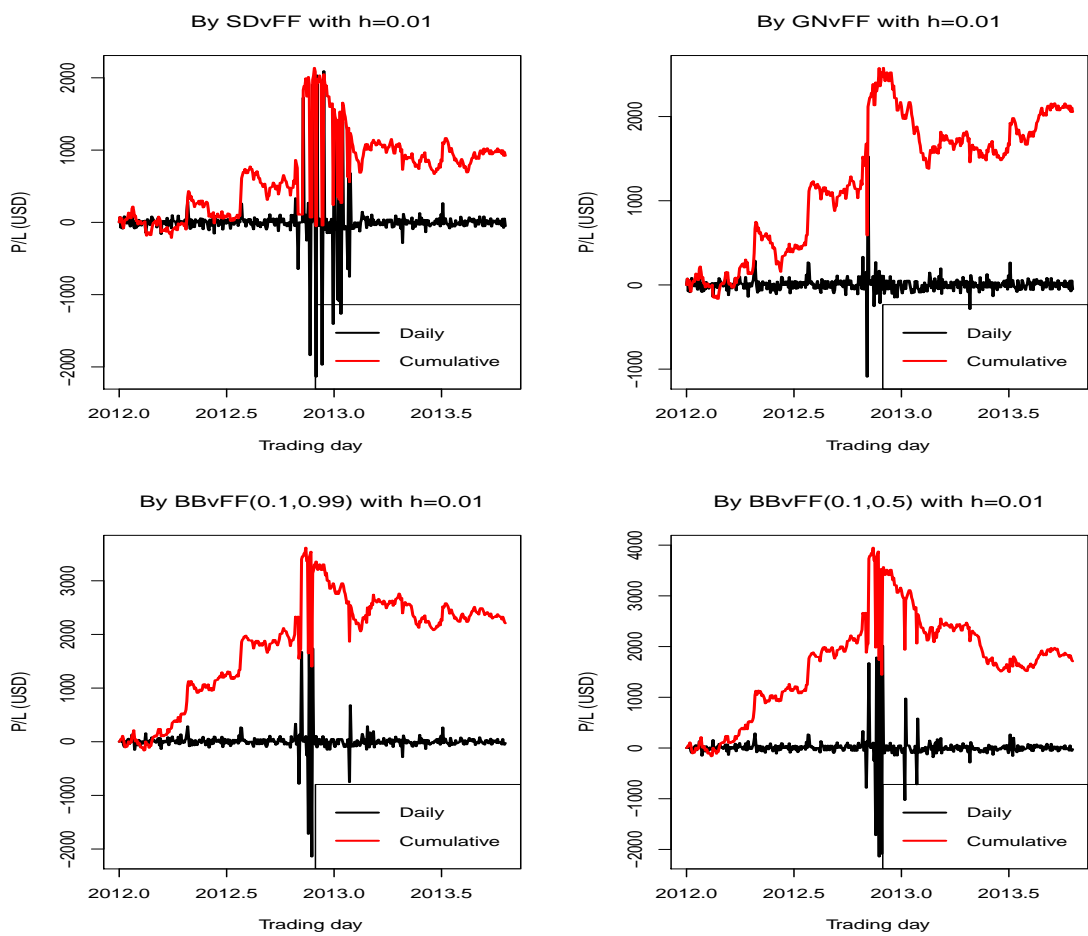 By SDvFF with h=0.01
P/L (USD)
2000
1000
0
−1000
−2000
Daily
Cumulative
2012.0 2012.5 2013.0 2013.5
Trading day
By GNvFF with h=0.01
P/L (USD)
2000
1000
0
−1000
Daily
Cumulative
2012.0 2012.5 2013.0 2013.5
Trading day
By BBvFF(0.1,0.99) with h=0.01
P/L (USD)
3000
2000
1000
0
−1000
−2000
Daily
Cumulative
2012.0 2012.5 2013.0 2013.5
Trading day
By BBvFF(0.1,0.5) with h=0.01
P/L (USD)
4000
3000
2000
1000
0
−1000
−2000
Daily
Cumulative
2012.0 2012.5 2013.0 2013.5
Trading day